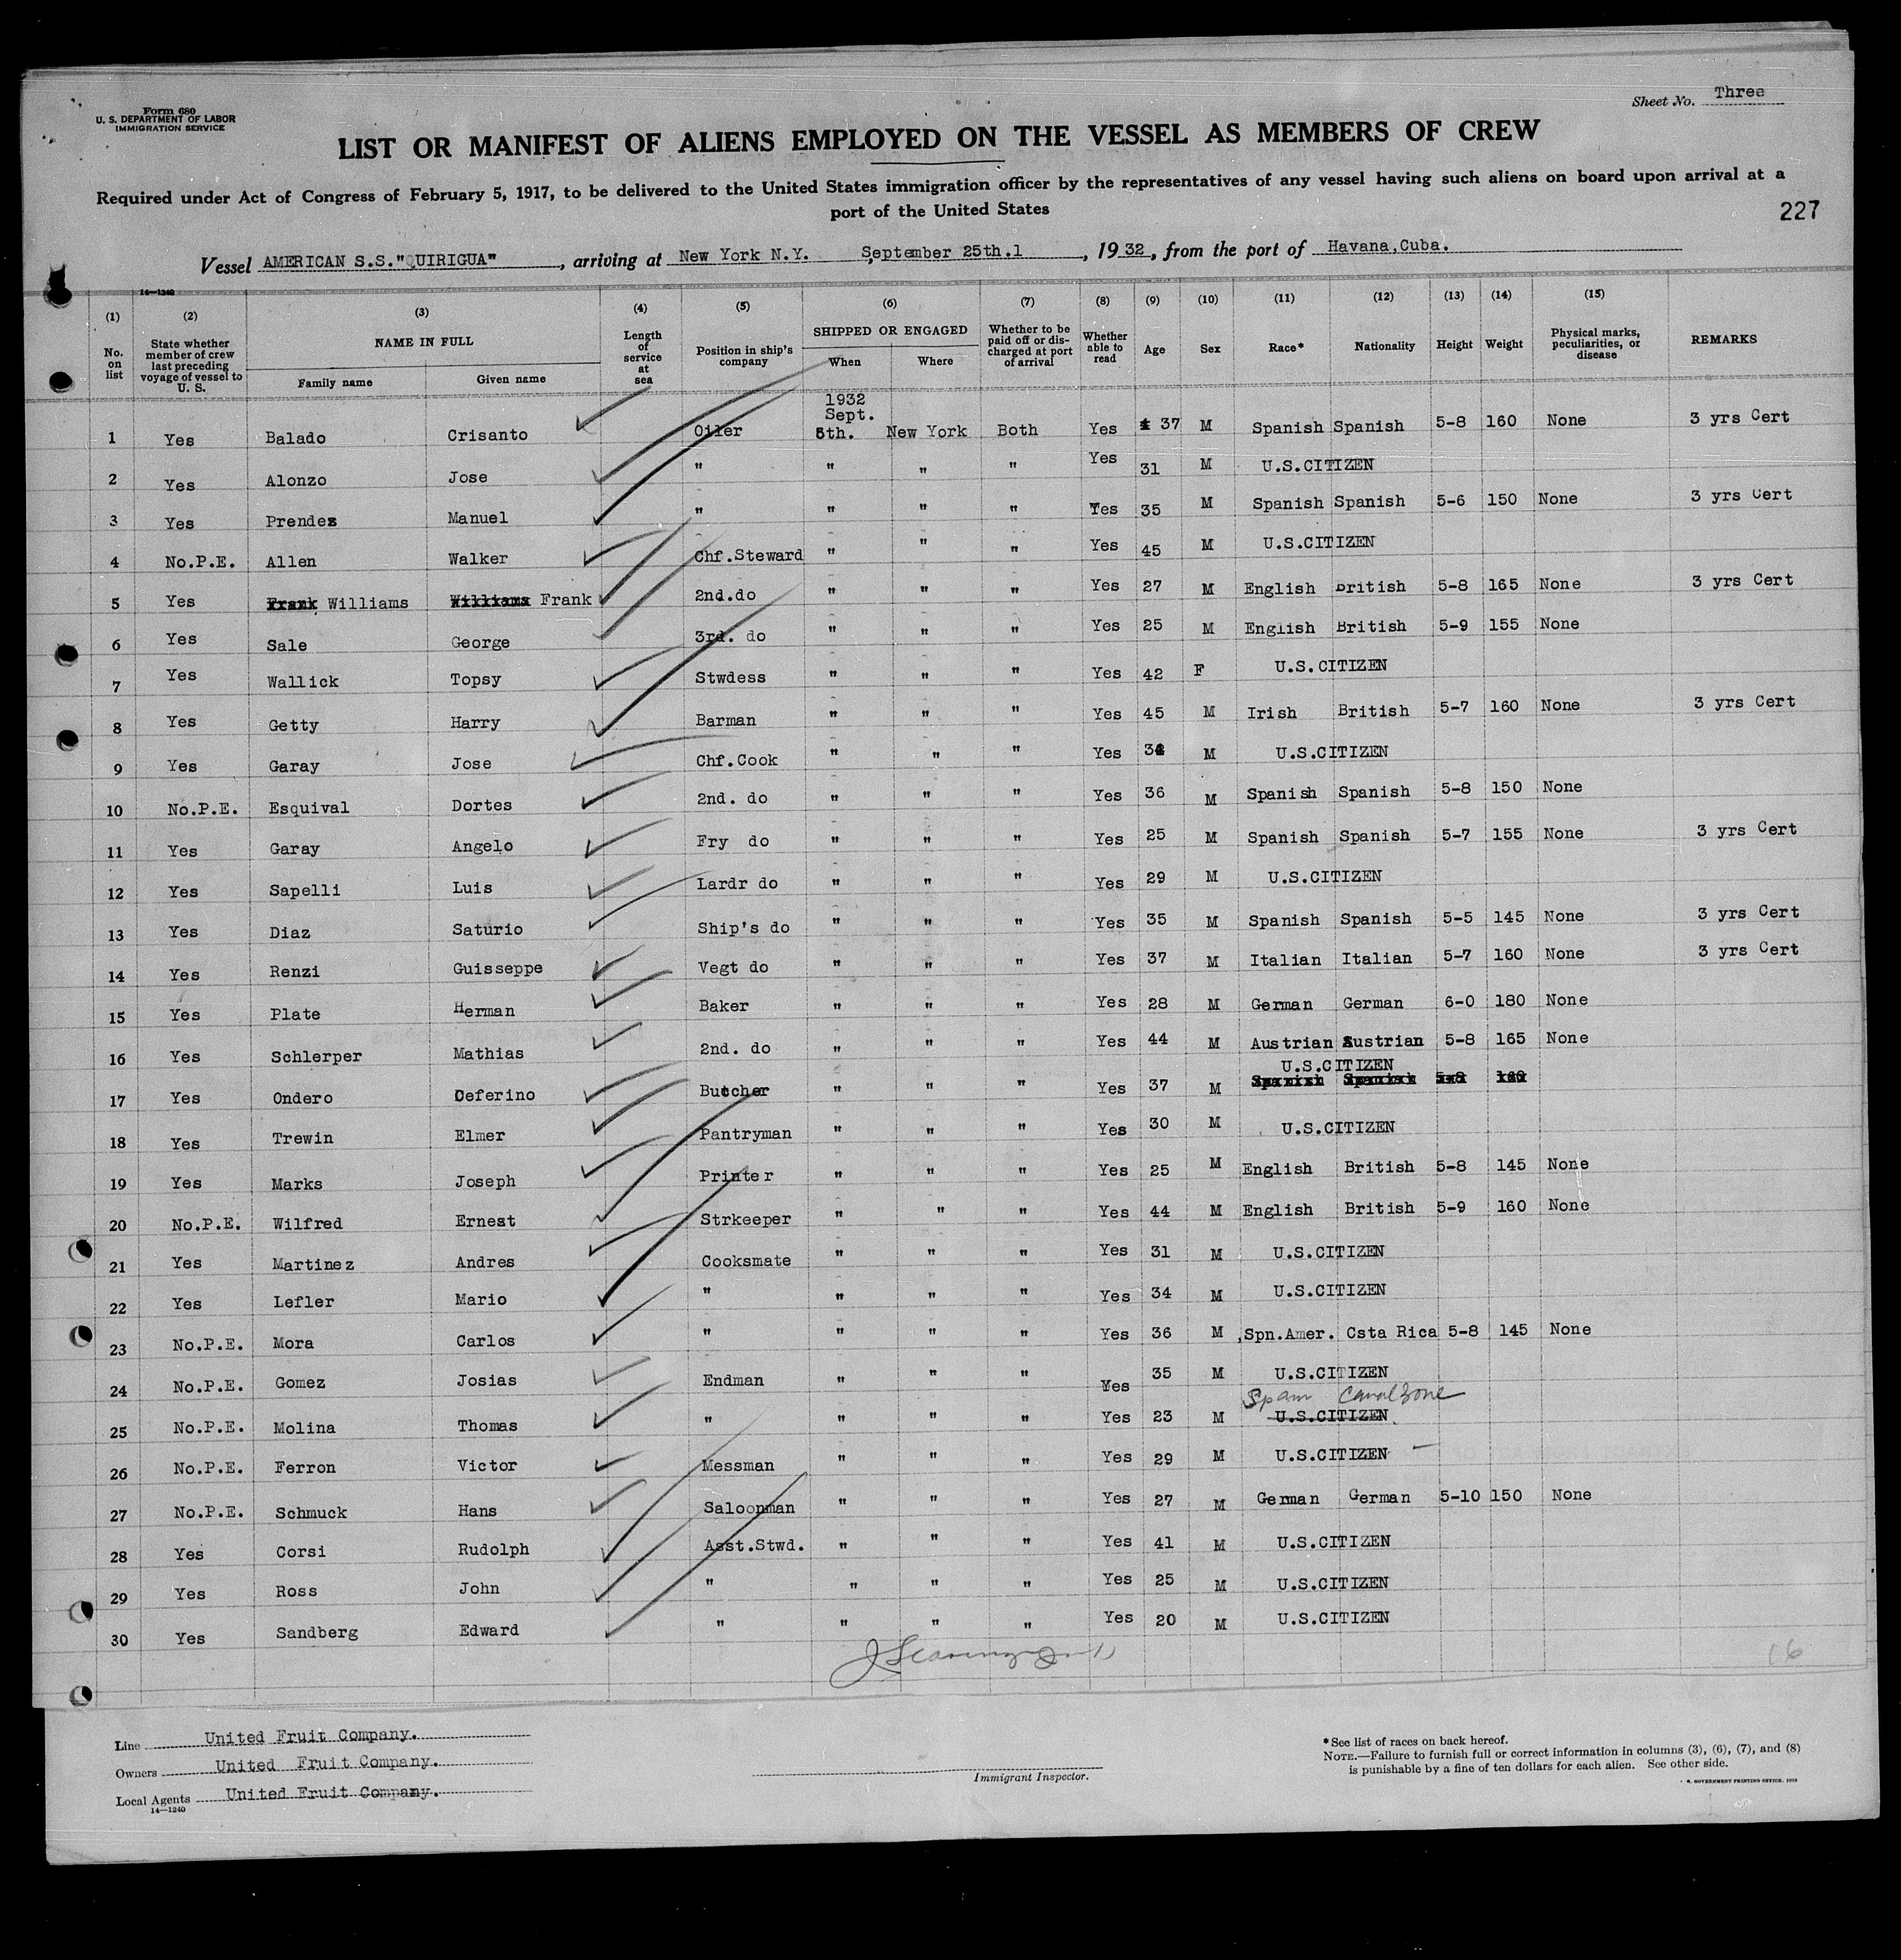 Form 680
U. S. DEPARTMENT OF LABOR
IMMIGRATION SERVICE
Sheet No. Three
LIST OR MANIFEST OF ALIENS EMPLOYED ON THE VESSEL AS MEMBERS OF CREW
Required under Act of Congress of February 5, 1917, to be delivered to the United States immigration officer by the representatives of any vessel having such aliens on board upon arrival at a
port of the United States
227
Vessel AMERICAN S.S."QUIRIGUA", arriving at New York N.Y. September 25th.1, 1932, from the port of Havana,Cuba.
14—1240
(1) (2) (3) (4) (5) (6) (7) (8) (9) (10) (11) (12) (13) (14) (15)
No. on list State whether member of crew last preceding voyage of vessel to U. S. NAME IN FULL Family name Given name Length of service at sea Position in ship's company SHIPPED OR ENGAGED When Where Whether to be paid off or discharged at port of arrival Whether able to read Age Sex Race* Nationality Height Weight Physical marks, peculiarities, or disease REMARKS
1932
Sept.
1 Yes Balado Crisanto Oiler 5th. New York Both Yes 37 M Spanish Spanish 5-8 160 None 3 yrs Cert
2 Yes Alonzo Jose " " " " Yes 31 M U.S.CITIZEN
3 Yes Prendes Manuel " " " " Yes 35 M Spanish Spanish 5-6 150 None 3 yrs Cert
4 No.P.E. Allen Walker Chf.Steward " " " Yes 45 M U.S.CITIZEN
5 Yes Frank Williams Williams Frank 2nd.do " " " Yes 27 M English British 5-8 165 None 3 yrs Cert
6 Yes Sale George 3rd. do " " " Yes 25 M English British 5-9 155 None
7 Yes Wallick Topsy Stwdess " " " Yes 42 F U.S.CITIZEN
8 Yes Getty Harry Barman " " " Yes 45 M Irish British 5-7 160 None 3 yrs Cert
9 Yes Garay Jose Chf.Cook " " " Yes M U.S.CITIZEN
10 No.P.E. Esquival Dortes 2nd. do " " " Yes 36 M Spanish Spanish 5-8 150 None
11 Yes Garay Angelo Fry do " " " Yes 25 M Spanish Spanish 5-7 155 None 3 yrs Cert
12 Yes Sapelli Luis Lardr do " " " Yes 29 M U.S.CITIZEN
13 Yes Diaz Saturio Ship's do " " " Yes 35 M Spanish Spanish 5-5 145 None 3 yrs Cert
14 Yes Renzi Guisseppe Vegt do " " " Yes 37 M Italian Italian 5-7 160 None 3 yrs Cert
15 Yes Plate Herman Baker " " " Yes 28 M German German 6-0 180 None
16 Yes Schlerper Mathias 2nd. do " " " Yes 44 M Austrian Austrian 5-8 165 None
U.S.CITIZEN
17 Yes Ondero Ceferino Butcher " " " Yes 37 M Spanish Spanish 5-8
18 Yes Trewin Elmer Pantryman " " " Yes 30 M U.S.CITIZEN
19 Yes Marks Joseph Printer " " " Yes 25 M English British 5-8 145 None
20 No.P.E. Wilfred Ernest Strkeeper " " " Yes 44 M English British 5-9 160 None
21 Yes Martinez Andres Cooksmate " " " Yes 31 M U.S.CITIZEN
22 Yes Lefler Mario " " " " Yes 34 M U.S.CITIZEN
23 No.P.E. Mora Carlos " " " " Yes 36 M Spn.Amer. Csta Rica 5-8 145 None
24 No.P.E. Gomez Josias Endman " " " Yes 35 M U.S.CITIZEN
Spam Canal Zone
25 No.P.E. Molina Thomas " " " " Yes 23 M U.S.CITIZEN
26 No.P.E. Ferron Victor Messman " " " Yes 29 M U.S.CITIZEN
27 No.P.E. Schmuck Hans Saloonman " " " Yes 27 M German German 5-10 150 None
28 Yes Corsi Rudolph Asst.Stwd. " " " Yes 41 M U.S.CITIZEN
29 Yes Ross John " " " " Yes 25 M U.S.CITIZEN
30 Yes Sandberg Edward " " " " Yes 20 M U.S.CITIZEN
16
Line United Fruit Company.
Owners United Fruit Company.
Local Agents United Fruit Company.
14—1240
Immigrant Inspector.
*See list of races on back hereof.
NOTE.—Failure to furnish full or correct information in columns (3), (6), (7), and (8)
is punishable by a fine of ten dollars for each alien. See other side.
GOVERNMENT PRINTING OFFICE.